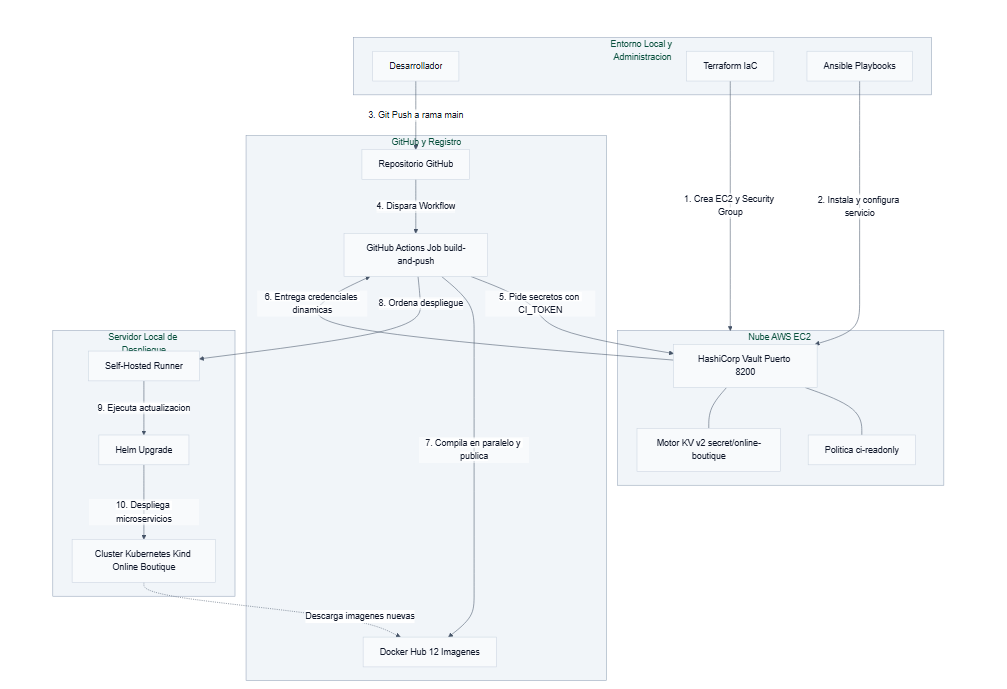 Entorno Local y
Administracion
Desarrollador
Terraform IaC
Ansible Playbooks
3. Git Push a rama main
GitHub y Registro
Repositorio GitHub
1. Crea EC2 y Security
Group
2. Instala y configura
servicio
4. Dispara Workflow
GitHub Actions Job build-
and-push
6. Entrega credenciales
dinamicas
8. Ordena despliegue
5. Pide secretos con
CI_TOKEN
Servidor Local de
Despliegue
Self-Hosted Runner
Nube AWS EC2
HashiCorp Vault Puerto
8200
9. Ejecuta actualizacion
Helm Upgrade
7. Compila en paralelo y
publica
Motor KV v2 secret/online-
boutique
Politica ci-readonly
10. Despliega
microservicios
Cluster Kubernetes Kind
Online Boutique
Descarga imagenes nuevas
Docker Hub 12 Imagenes